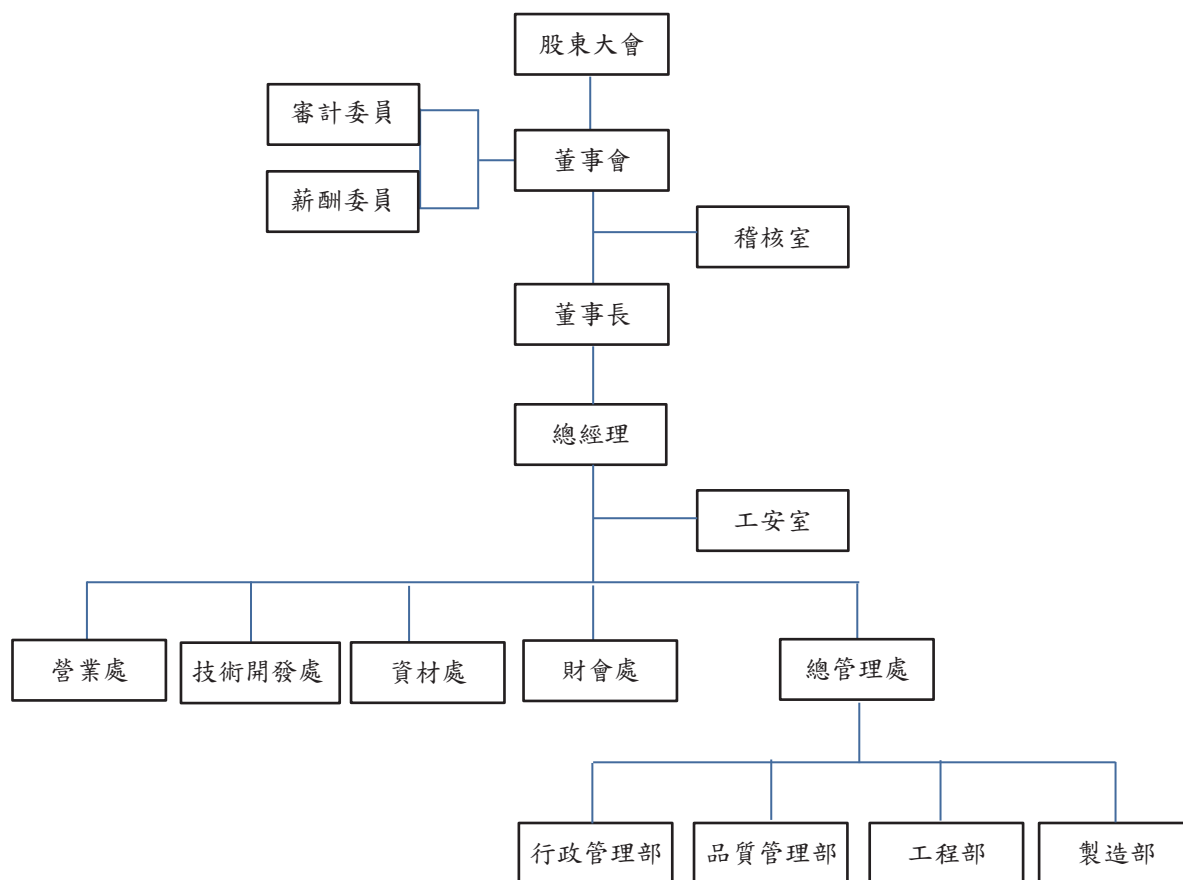 股東大會
審計委員
董事會
薪酬委員
稽核室
董事長
總經理
工安室
營業處
技術開發處
資材處
財會處
總管理處
行政管理部
品質管理部
工程部
製造部